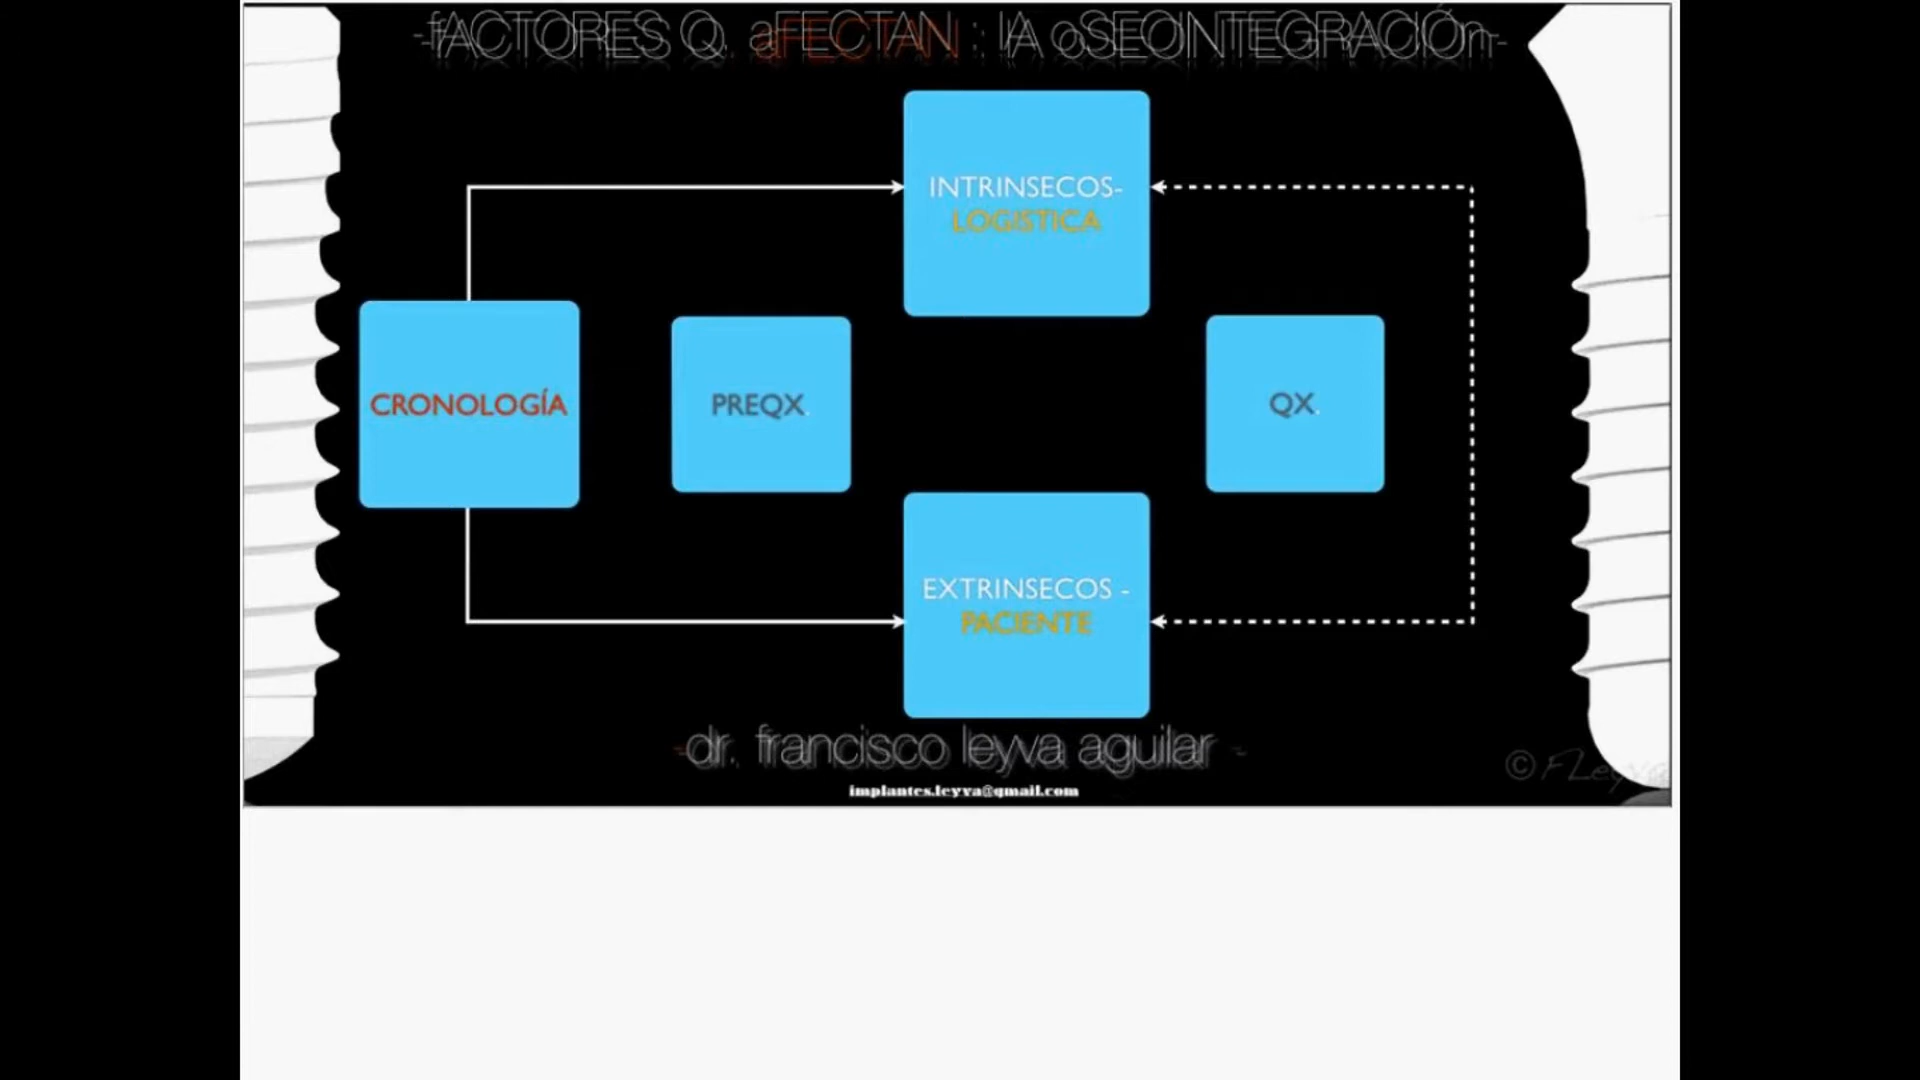 -fACTORES Q. aFECTAN : lA oSEOINTEGRACIÓn-
INTRINSECOS-
LOGISTICA
CRONOLOGÍA
PREQX.
QX.
EXTRINSECOS -
PACIENTE
-dr. francisco leyva aguilar -
implantes.leyva@gmail.com
© FLeyva